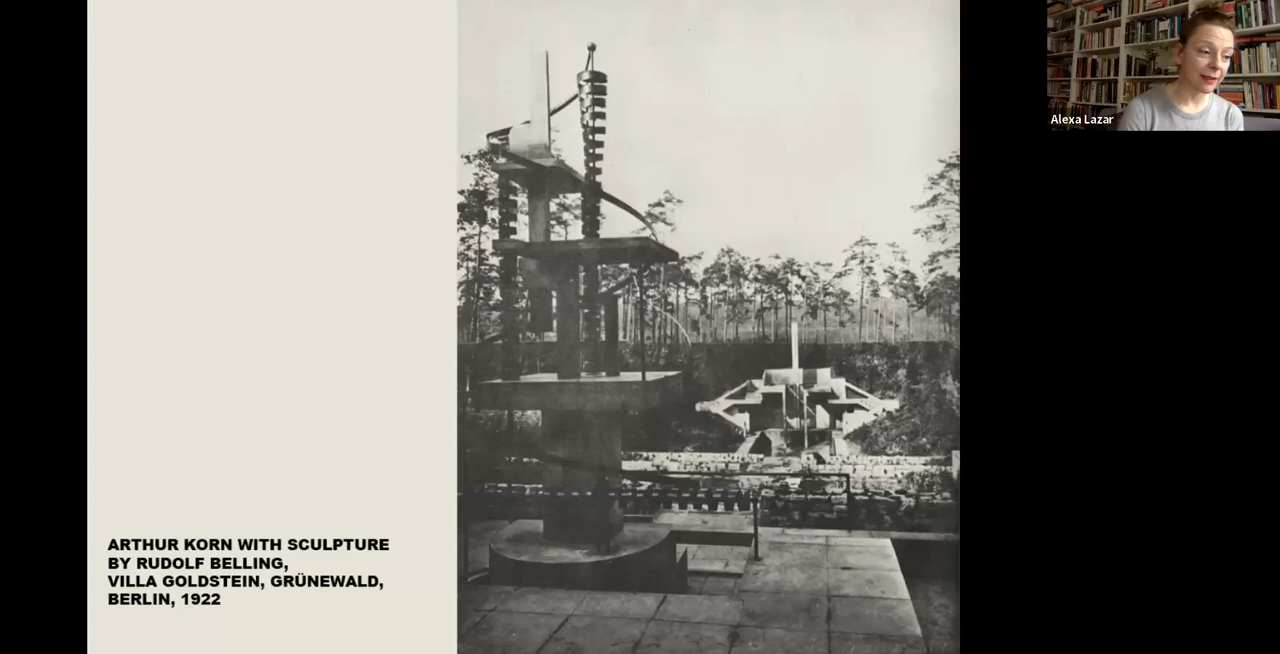 Alexa Lazar
ARTHUR KORN WITH SCULPTURE
BY RUDOLF BELLING,
VILLA GOLDSTEIN, GRÜNEWALD,
BERLIN, 1922